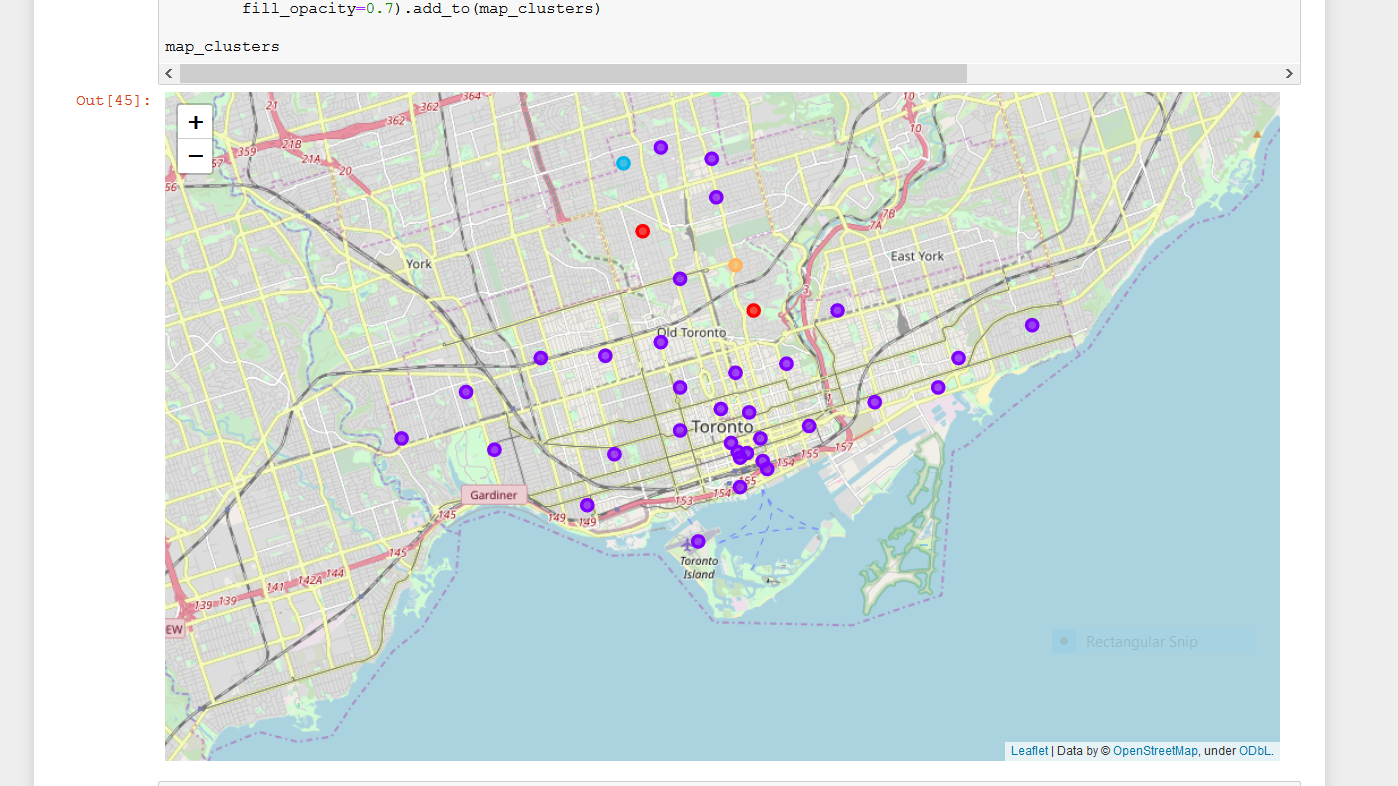 fill_opacity=0.7).add_to(map_clusters)
map_clusters
Out[45]:
+
−
21
364
10
362
362
10
21B
359
57
21A
20
56
7B
7A
York
East York
3
Old Toronto
1
Toronto
157
155
154
155
Gardiner
154
153
145
149
149
145
Toronto
Island
144
142A
141
139
139
EW
Rectangular Snip
Leaflet | Data by © OpenStreetMap, under ODbL.